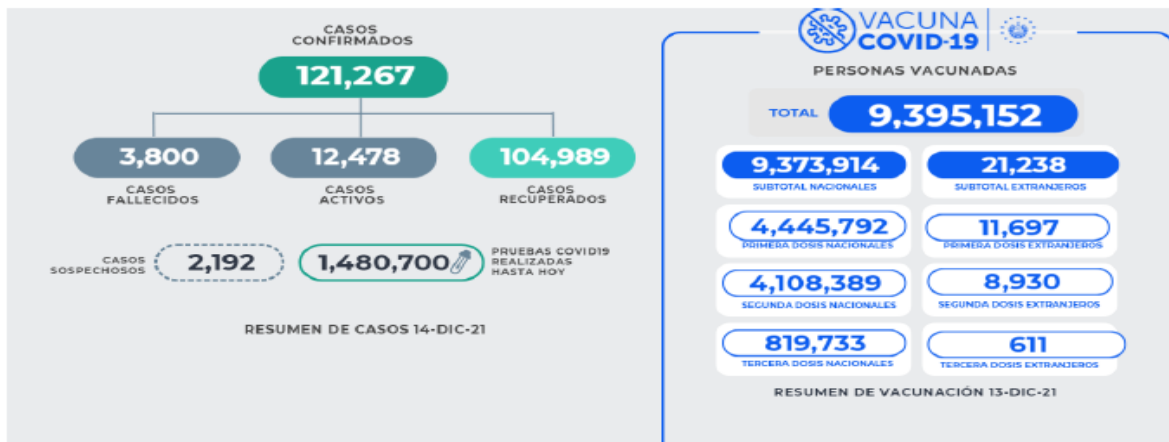 CASOS
CONFIRMADOS
121,267
3,800
12,478
104,989
CASOS
FALLECIDOS
CASOS
ACTIVOS
CASOS
RECUPERADOS
CASOS
SOSPECHOSOS
2,192
1,480,700
PRUEBAS COVID19
REALIZADAS
HASTA HOY
RESUMEN DE CASOS 14-DIC-21
VACUNA
COVID-19
PERSONAS VACUNADAS
TOTAL
9,395,152
9,373,914
SUBTOTAL NACIONALES
21,238
SUBTOTAL EXTRANJEROS
4,445,792
PRIMERA DOSIS NACIONALES
11,697
PRIMERA DOSIS EXTRANJEROS
4,108,389
SEGUNDA DOSIS NACIONALES
8,930
SEGUNDA DOSIS EXTRANJEROS
819,733
TERCERA DOSIS NACIONALES
611
TERCERA DOSIS EXTRANJEROS
RESUMEN DE VACUNACIÓN 13-DIC-21